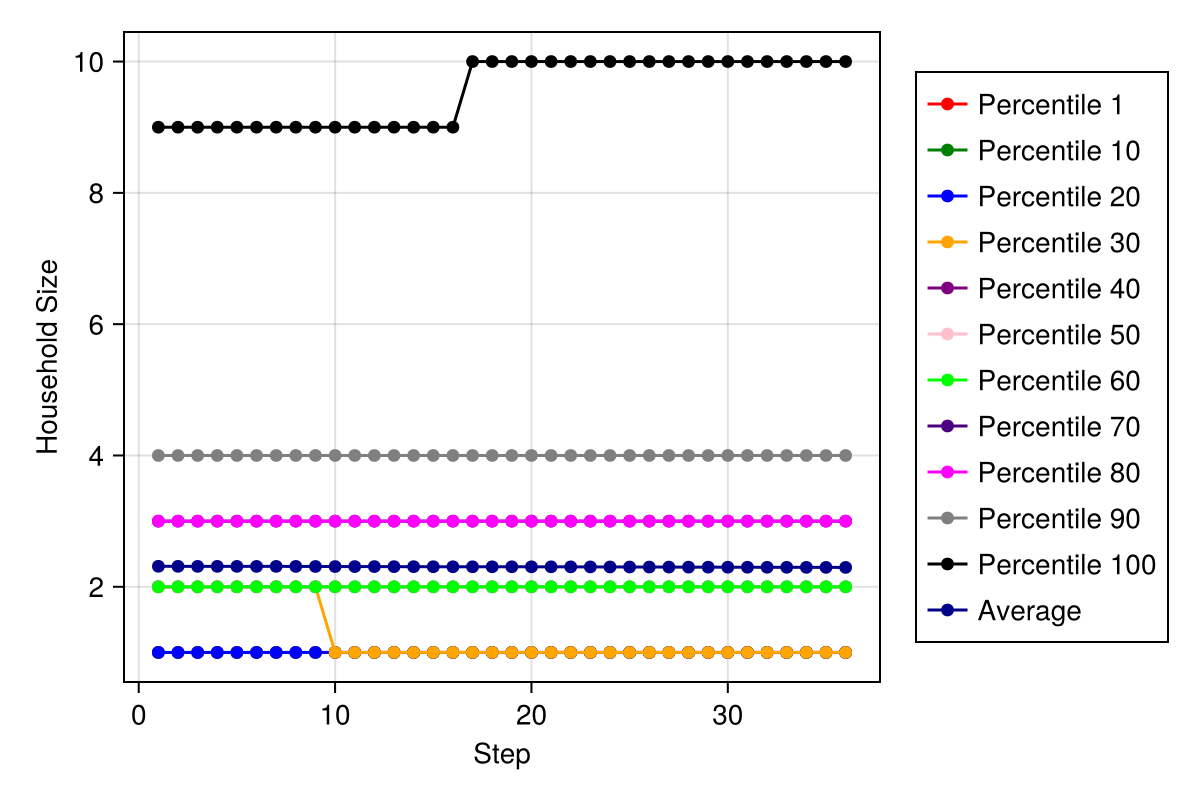 10
8
6
4
2
Household Size
0
10
20
30
Step
Percentile 1
Percentile 10
Percentile 20
Percentile 30
Percentile 40
Percentile 50
Percentile 60
Percentile 70
Percentile 80
Percentile 90
Percentile 100
Average